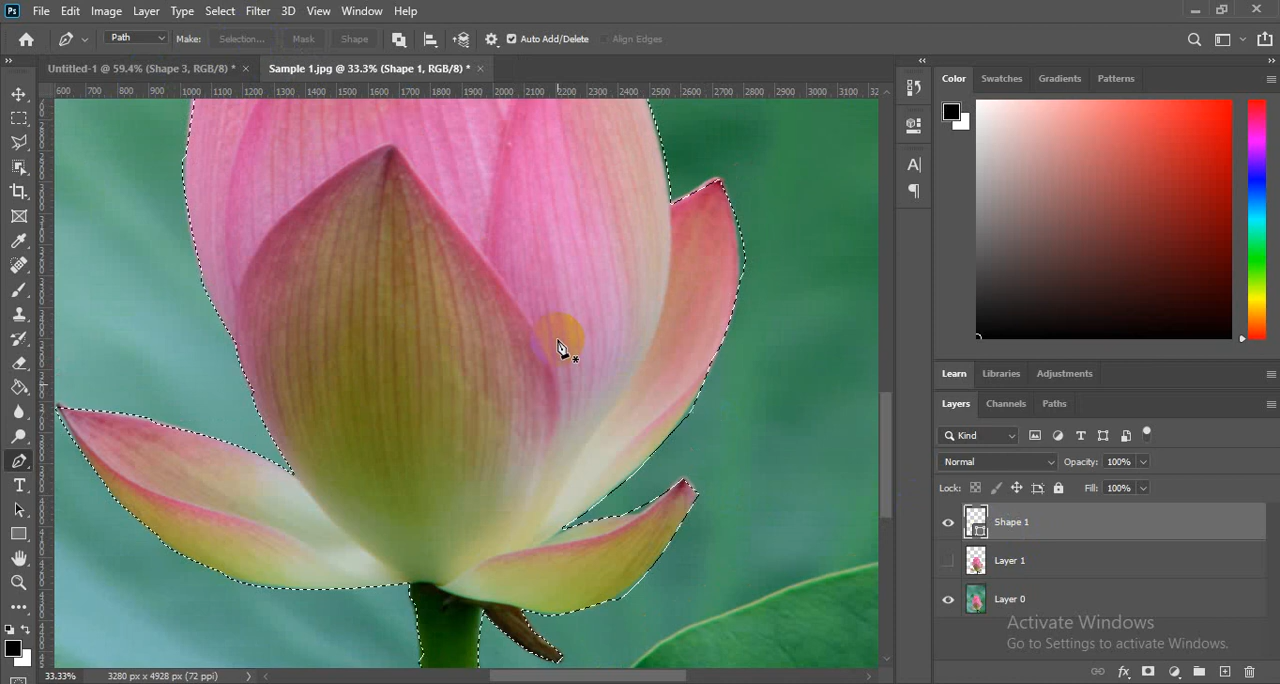 Ps File Edit Image Layer Type Select Filter 3D View Window Help
Path Make: Selection... Mask Shape Auto Add/Delete Align Edges
Untitled-1 @ 59.4% (Shape 3, RGB/8) * × Sample 1.jpg @ 33.3% (Shape 1, RGB/8) * ×
600 700 800 900 1000 1100 1200 1300 1400 1500 1600 1700 1800 1900 2000 2100 2200 2300 2400 2500 2600 2700 2800 2900 3000 3100
Color Swatches Gradients Patterns
Learn Libraries Adjustments
Layers Channels Paths
Kind
Normal Opacity: 100%
Lock: Fill: 100%
Shape 1
Layer 1
Layer 0
Activate Windows
Go to Settings to activate Windows.
33.33% 3280 px x 4928 px (72 ppi)